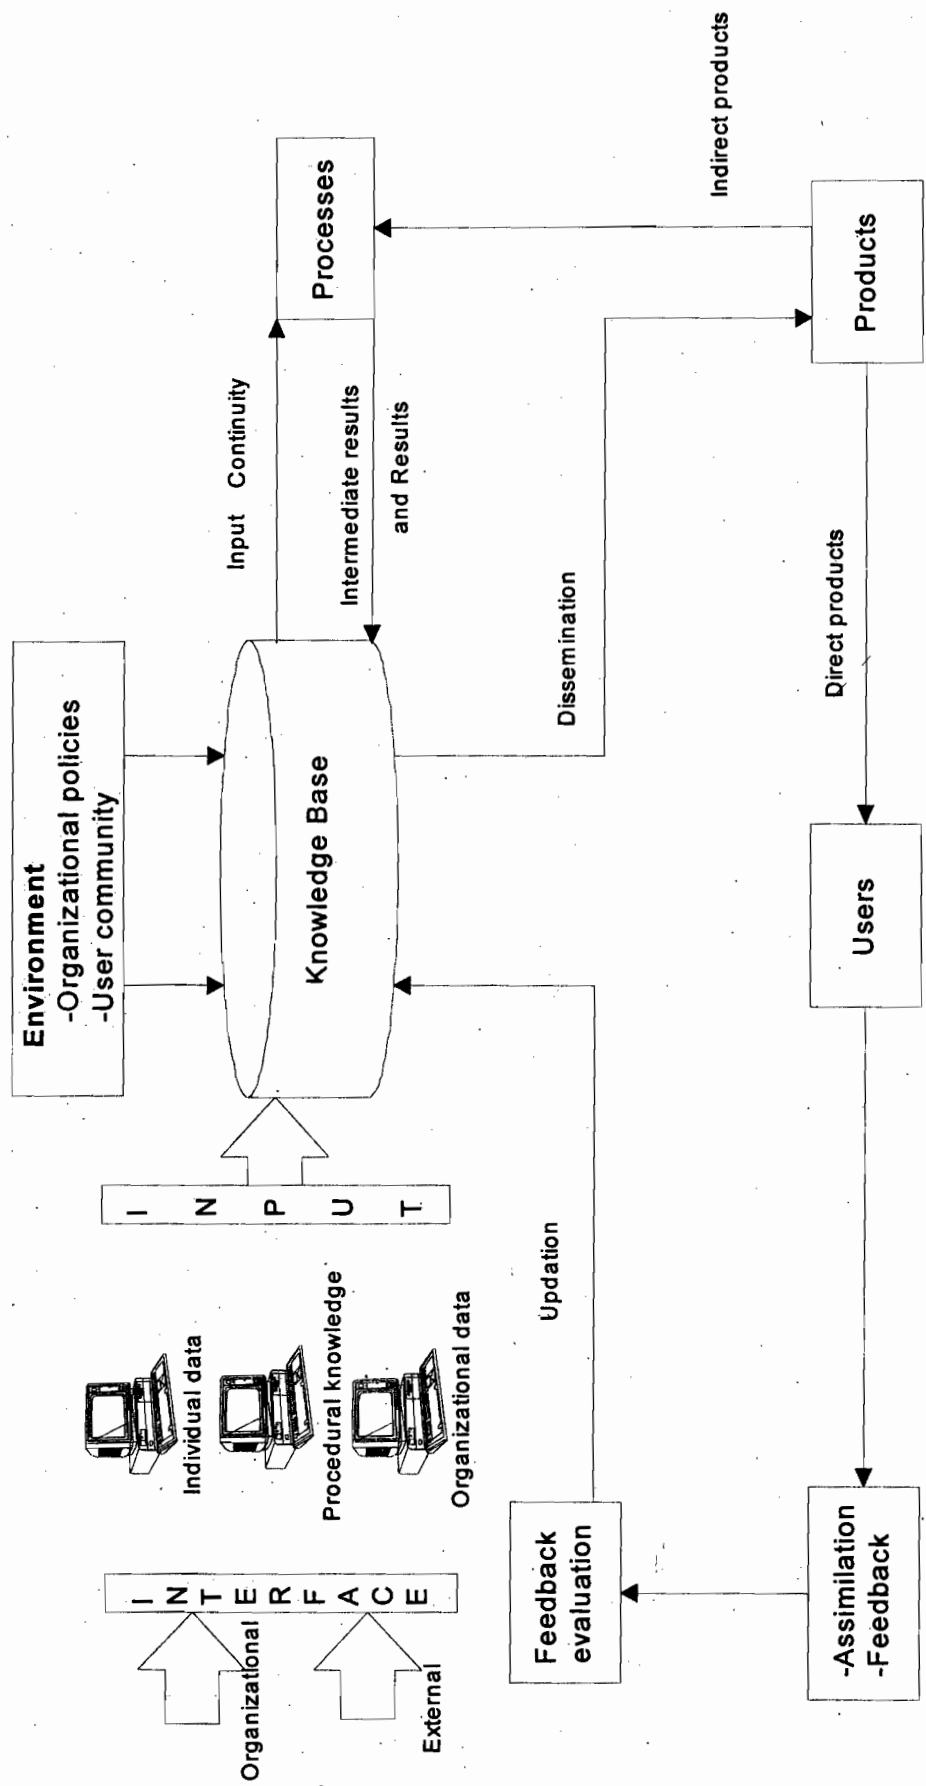 Environment
-Organizational policies
-User community
Organizational
External
INTERFACE
Individual data
Procedural knowledge
Organizational data
INPUT
Knowledge Base
Input Continuity
Intermediate results
and Results
Processes
Updation
Dissemination
Indirect products
Feedback
evaluation
-Assimilation
-Feedback
Users
Direct products
Products